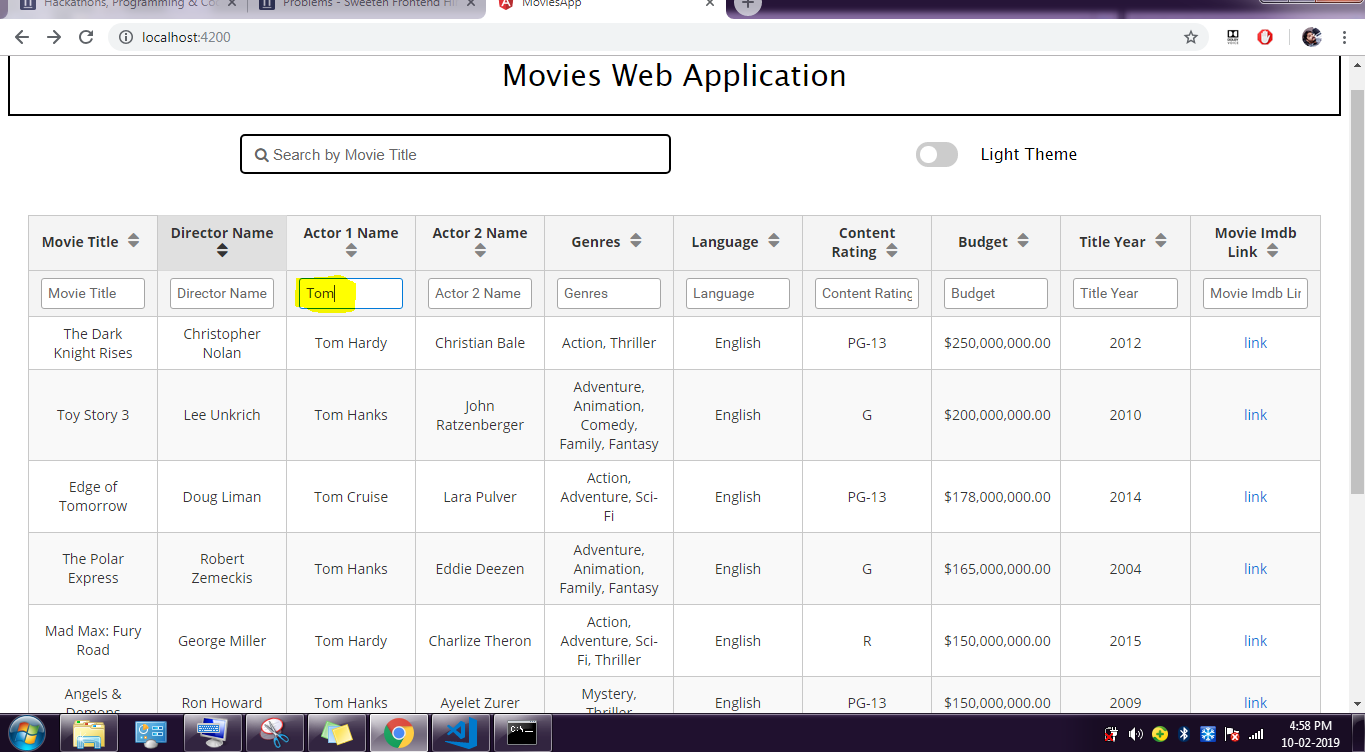 Hackathons, Programming &
Problems - Sweeten Frontend
MoviesApp
localhost:4200
Movies Web Application
Search by Movie Title
Light Theme
Movie Title
Director Name
Actor 1 Name
Actor 2 Name
Genres
Language
Content
Rating
Budget
Title Year
Movie Imdb
Link
Movie Title
Director Name
Tom
Actor 2 Name
Genres
Language
Content Rating
Budget
Title Year
Movie Imdb
The Dark
Knight Rises
Christopher
Nolan
Tom Hardy
Christian Bale
Action, Thriller
English
PG-13
$250,000,000.00
2012
link
Toy Story 3
Lee Unkrich
Tom Hanks
John
Ratzenberger
Adventure,
Animation,
Comedy,
Family, Fantasy
English
G
$200,000,000.00
2010
link
Edge of
Tomorrow
Doug Liman
Tom Cruise
Lara Pulver
Action,
Adventure, Sci-
Fi
English
PG-13
$178,000,000.00
2014
link
The Polar
Express
Robert
Zemeckis
Tom Hanks
Eddie Deezen
Adventure,
Animation,
Family, Fantasy
English
G
$165,000,000.00
2004
link
Mad Max: Fury
Road
George Miller
Tom Hardy
Charlize Theron
Action,
Adventure, Sci-
Fi, Thriller
English
R
$150,000,000.00
2015
link
Angels &
Demons
Ron Howard
Tom Hanks
Ayelet Zurer
Mystery,
Thriller
English
PG-13
$150,000,000.00
2009
link
4:58 PM
10-02-2019